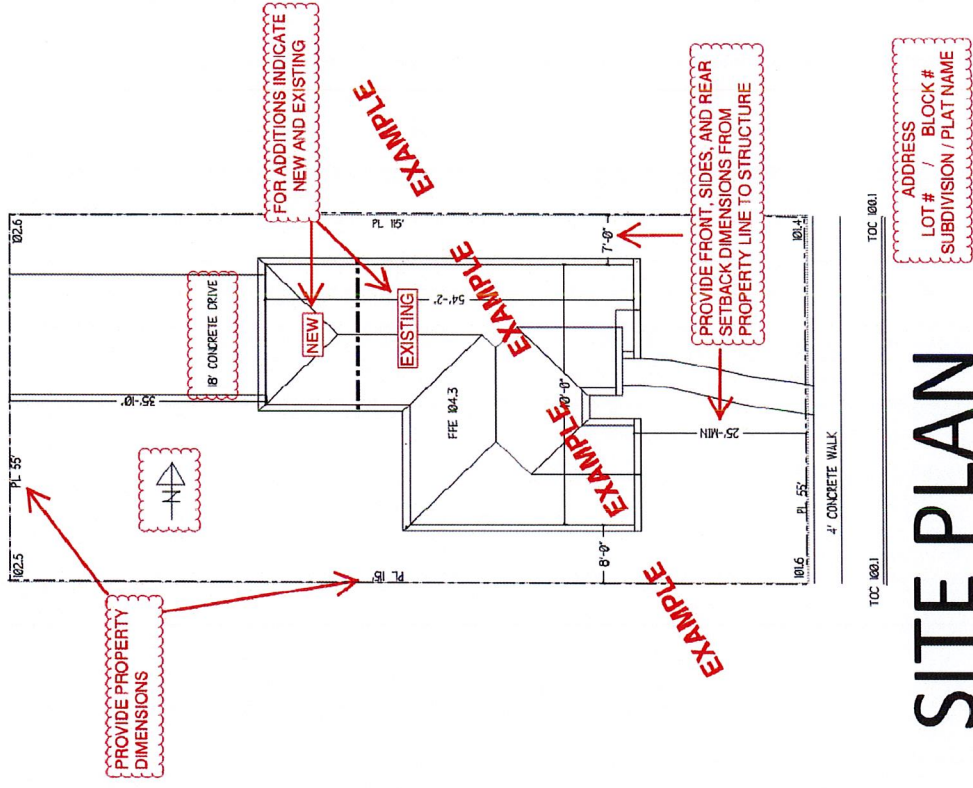 102.5
PL 55'
102.6
PROVIDE PROPERTY
DIMENSIONS
35'-10"
18' CONCRETE DRIVE
FOR ADDITIONS INDICATE
NEW AND EXISTING
N
NEW
EXISTING
PL 115'
PL 115'
EXAMPLE
54'-2"
FFE 104.3
EXAMPLE
EXAMPLE
EXAMPLE
8'-0"
7'-0"
25'-MIN
PROVIDE FRONT, SIDES, AND REAR
SETBACK DIMENSIONS FROM
PROPERTY LINE TO STRUCTURE
101.6
PL 55'
101.4
4' CONCRETE WALK
TOC 100.1
TOC 100.1
SITE PLAN
ADDRESS
LOT # / BLOCK #
SUBDIVISION / PLAT NAME